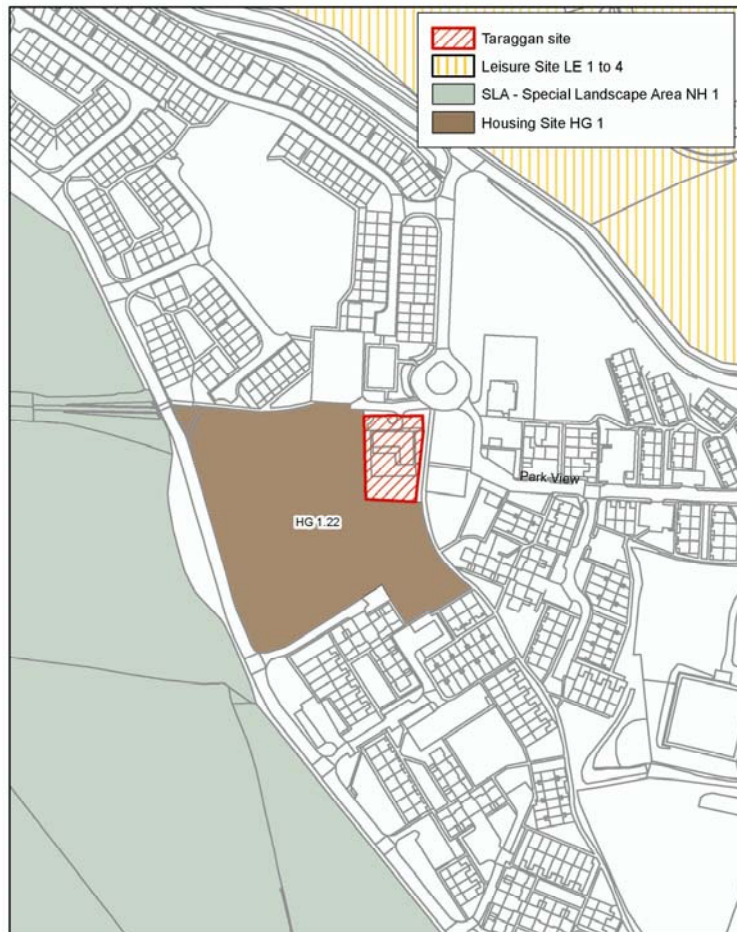 Taraggan site
Leisure Site LE 1 to 4
SLA - Special Landscape Area NH 1
Housing Site HG 1
Park View
HG 1.22